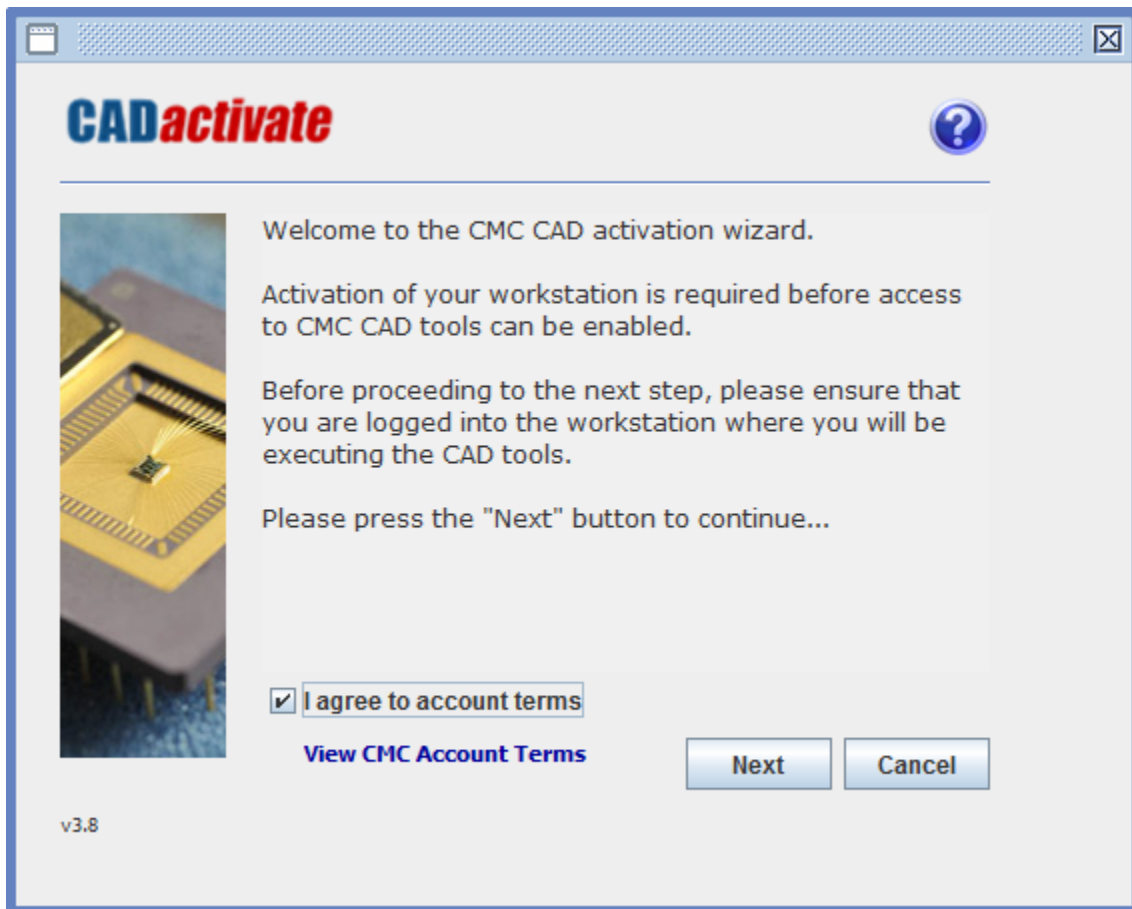 CADactivate
?
Welcome to the CMC CAD activation wizard.
Activation of your workstation is required before access
to CMC CAD tools can be enabled.
Before proceeding to the next step, please ensure that
you are logged into the workstation where you will be
executing the CAD tools.
Please press the "Next" button to continue...
I agree to account terms
View CMC Account Terms
Next
Cancel
v3.8